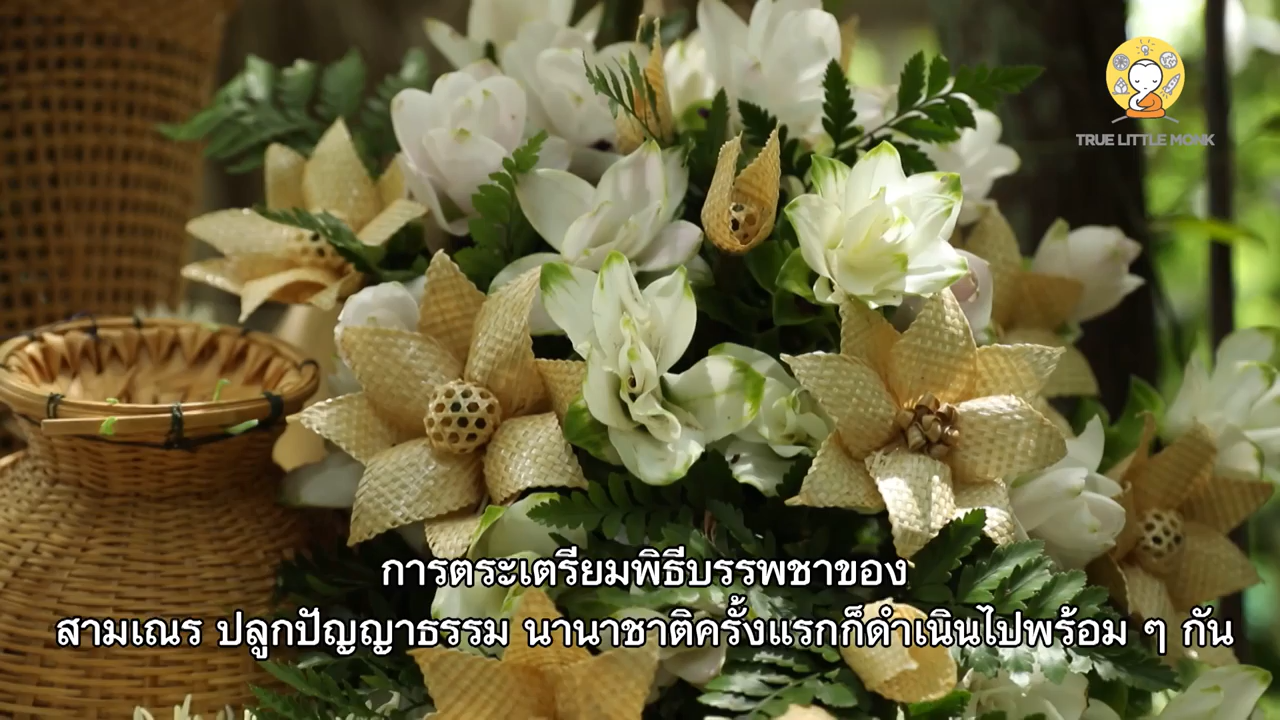 TRUE LITTLE MONK
การตระเตรียมพิธีบรรพชาของ
สามเณร ปลูกปัญญาธรรม นานาชาติครั้งแรกก็ดำเนินไปพร้อม ๆ กัน